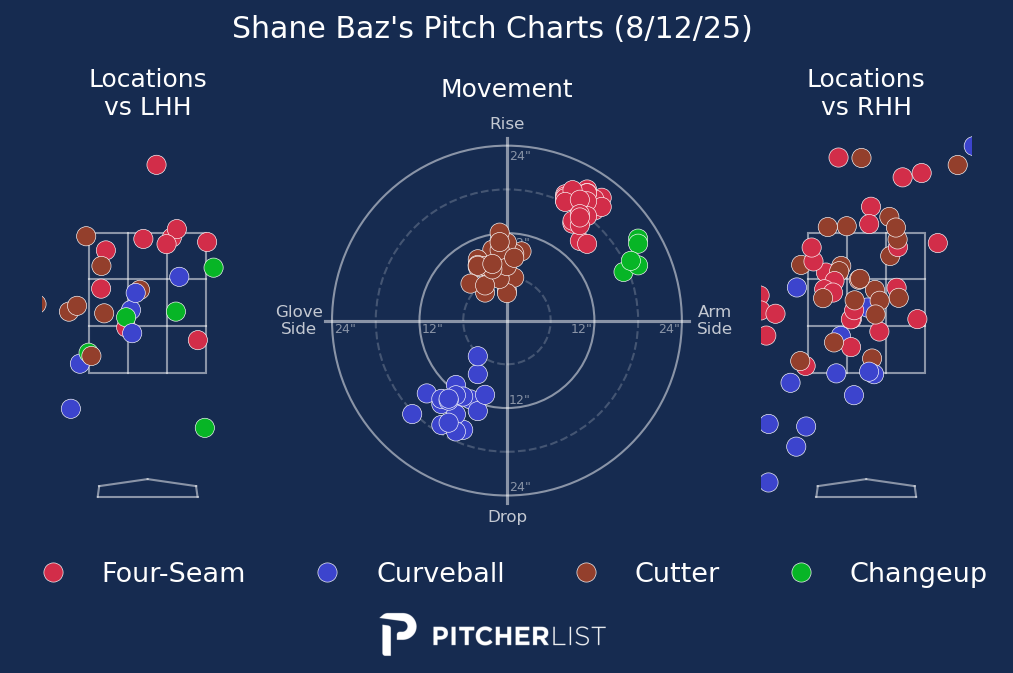 Shane Baz's Pitch Charts (8/12/25)
Locations
vs LHH
Movement
Locations
vs RHH
Rise
24"
Glove
Side
24"
12"
12"
24"
Arm
Side
12"
24"
Drop
Four-Seam
Curveball
Cutter
Changeup
PITCHERLIST